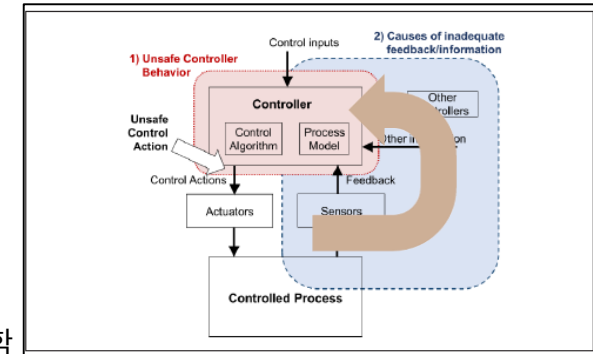 Control inputs
2) Causes of inadequate
feedback/information
1) Unsafe Controller
Behavior
Controller
Other
Unsafe
Control
Action
Control
Algorithm
Process
Model
Other
Control Actions
Feedback
Actuators
Sensors
Controlled Process